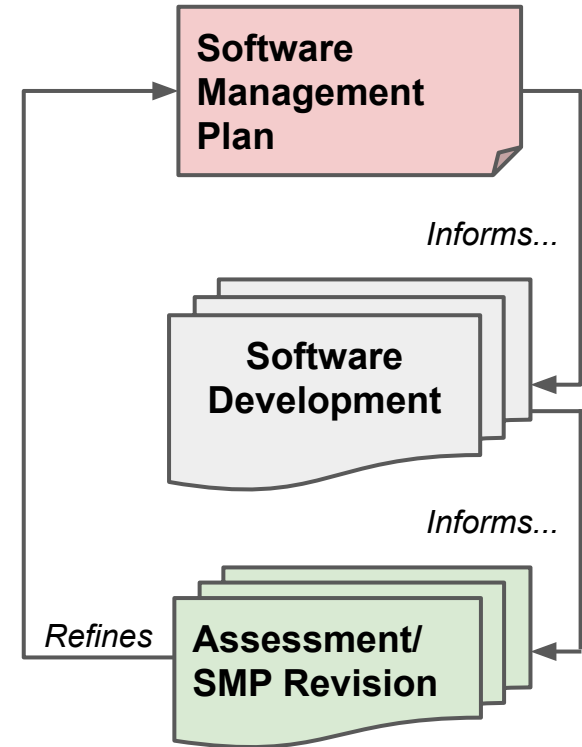 Software
Management
Plan
Informs...
Software
Development
Informs...
Refines
Assessment/
SMP Revision